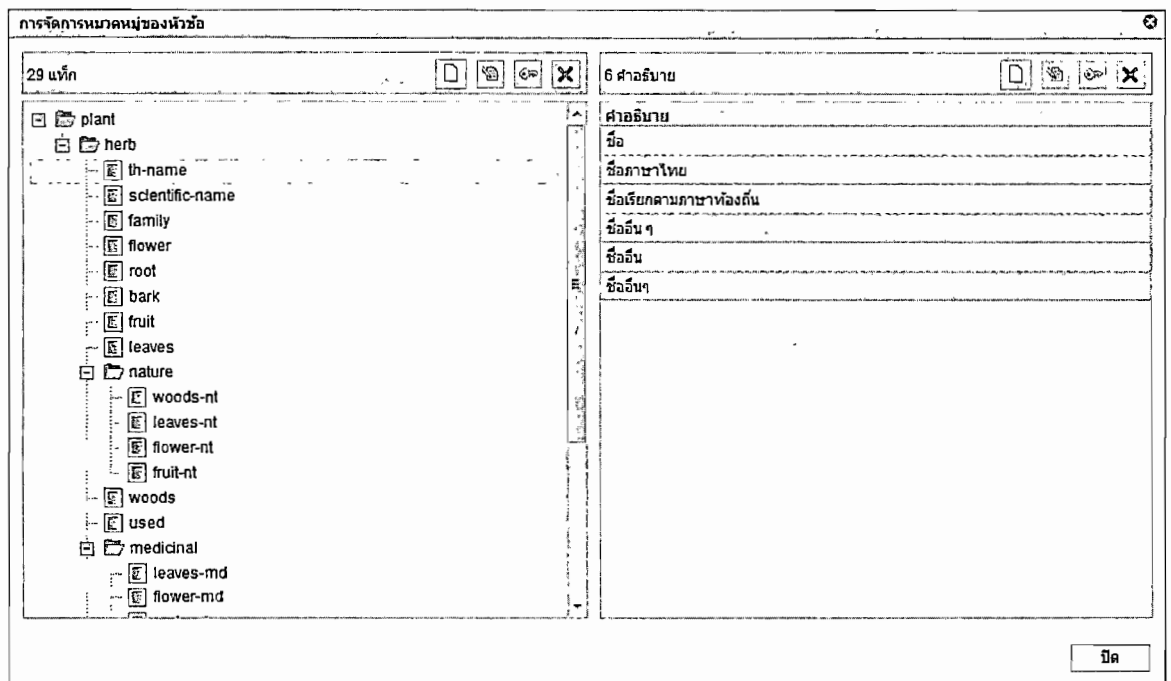 การจัดการหมวดหมู่ของหัวข้อ
29 แท็ก
plant
herb
th-name
scientific-name
family
flower
root
bark
fruit
leaves
nature
woods-nt
leaves-nt
flower-nt
fruit-nt
woods
used
medicinal
leaves-md
flower-md
6 คำอธิบาย
คำอธิบาย
ชื่อ
ชื่อภาษาไทย
ชื่อเรียกตามภาษาท้องถิ่น
ชื่ออื่น ๆ
ชื่ออื่น
ชื่ออื่นๆ
ปิด